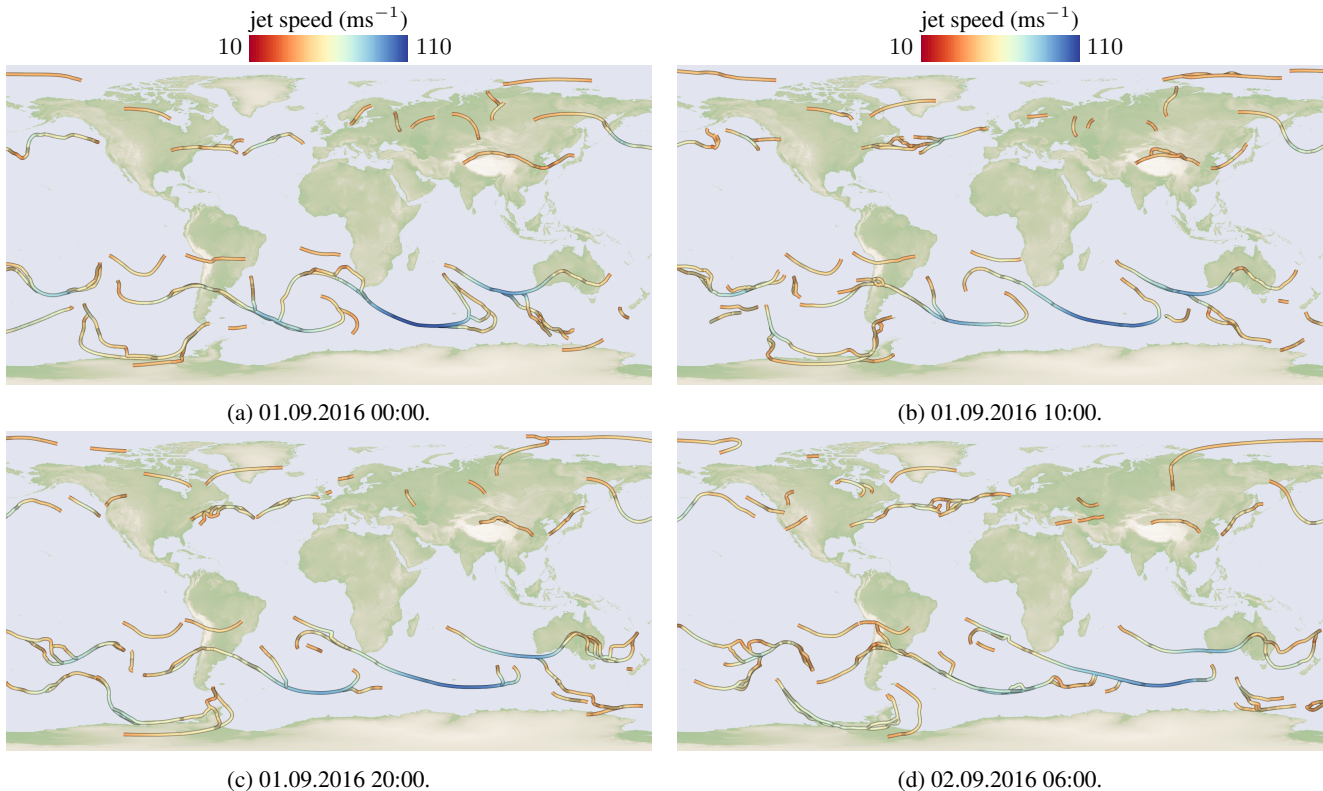 jet speed (ms⁻¹)
10 110
jet speed (ms⁻¹)
10 110
(a) 01.09.2016 00:00.
(b) 01.09.2016 10:00.
(c) 01.09.2016 20:00.
(d) 02.09.2016 06:00.